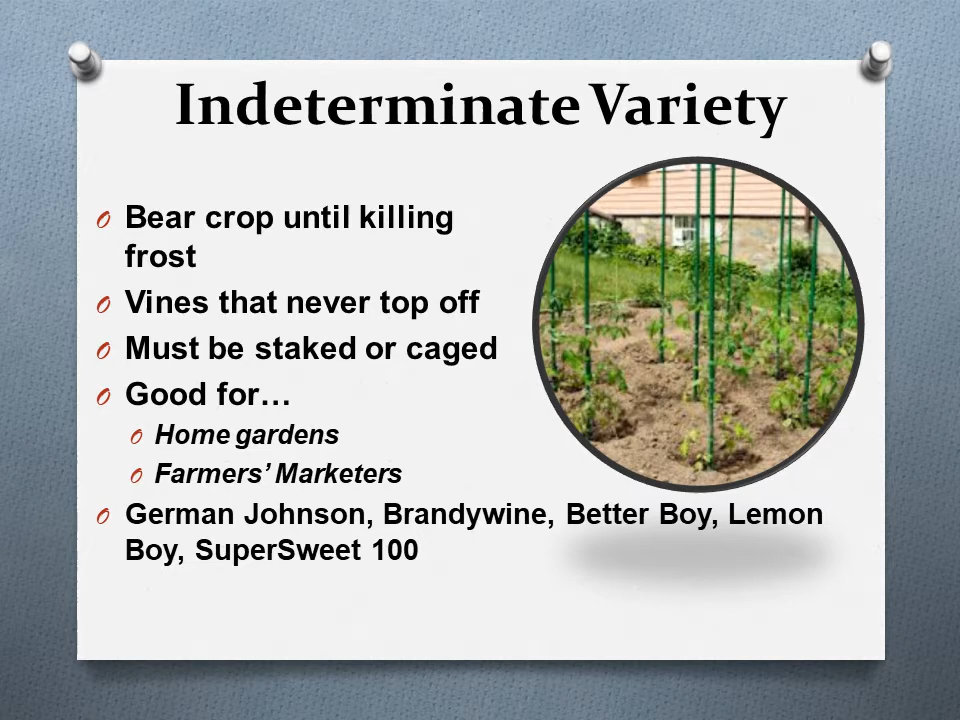 Indeterminate Variety
Bear crop until killing
frost
Vines that never top off
Must be staked or caged
Good for…
Home gardens
Farmers’ Marketers
German Johnson, Brandywine, Better Boy, Lemon
Boy, SuperSweet 100